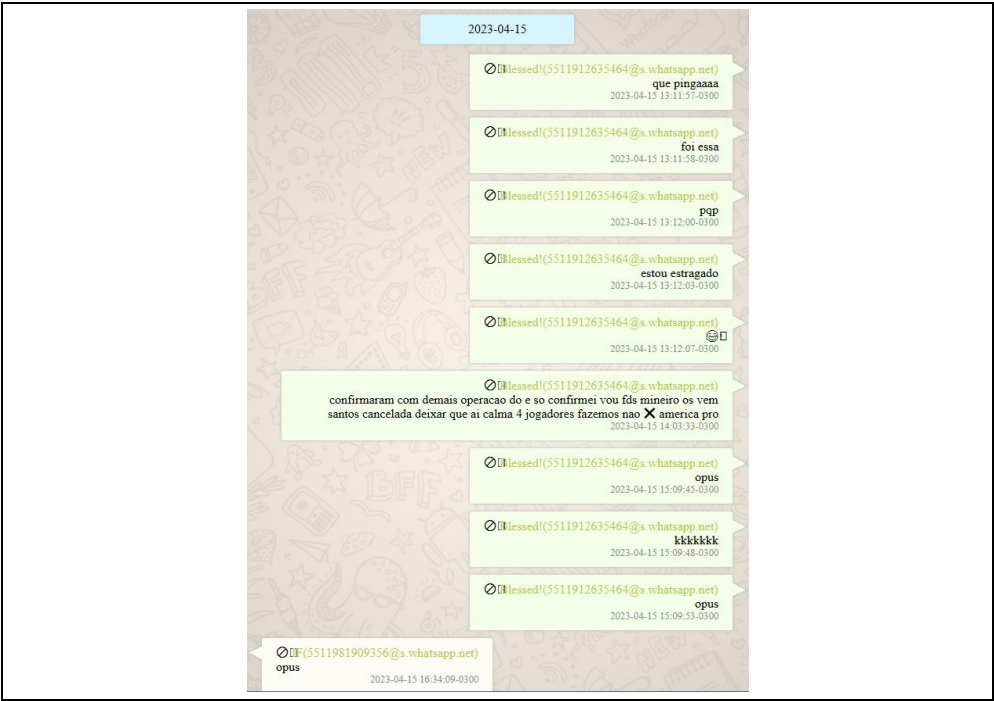 2023-04-15
Blessed!(5511912635464@s.whatsapp.net)
que pingaaaa
2023-04-15 13:11:57-0300
Blessed!(5511912635464@s.whatsapp.net)
foi essa
2023-04-15 13:11:58-0300
Blessed!(5511912635464@s.whatsapp.net)
pqp
2023-04-15 13:12:00-0300
Blessed!(5511912635464@s.whatsapp.net)
estou estragado
2023-04-15 13:12:03-0300
Blessed!(5511912635464@s.whatsapp.net)
2023-04-15 13:12:07-0300
Blessed!(5511912635464@s.whatsapp.net)
confirmaram com demais operacao do e so confirmei vou fds mineiro os vem
santos cancelada deixar que ai calma 4 jogadores fazemos nao ❌ america pro
2023-04-15 14:03:33-0300
Blessed!(5511912635464@s.whatsapp.net)
opus
2023-04-15 15:09:45-0300
Blessed!(5511912635464@s.whatsapp.net)
kkkkkkk
2023-04-15 15:09:48-0300
Blessed!(5511912635464@s.whatsapp.net)
opus
2023-04-15 15:09:53-0300
(5511981909356@s.whatsapp.net)
opus
2023-04-15 16:34:09-0300